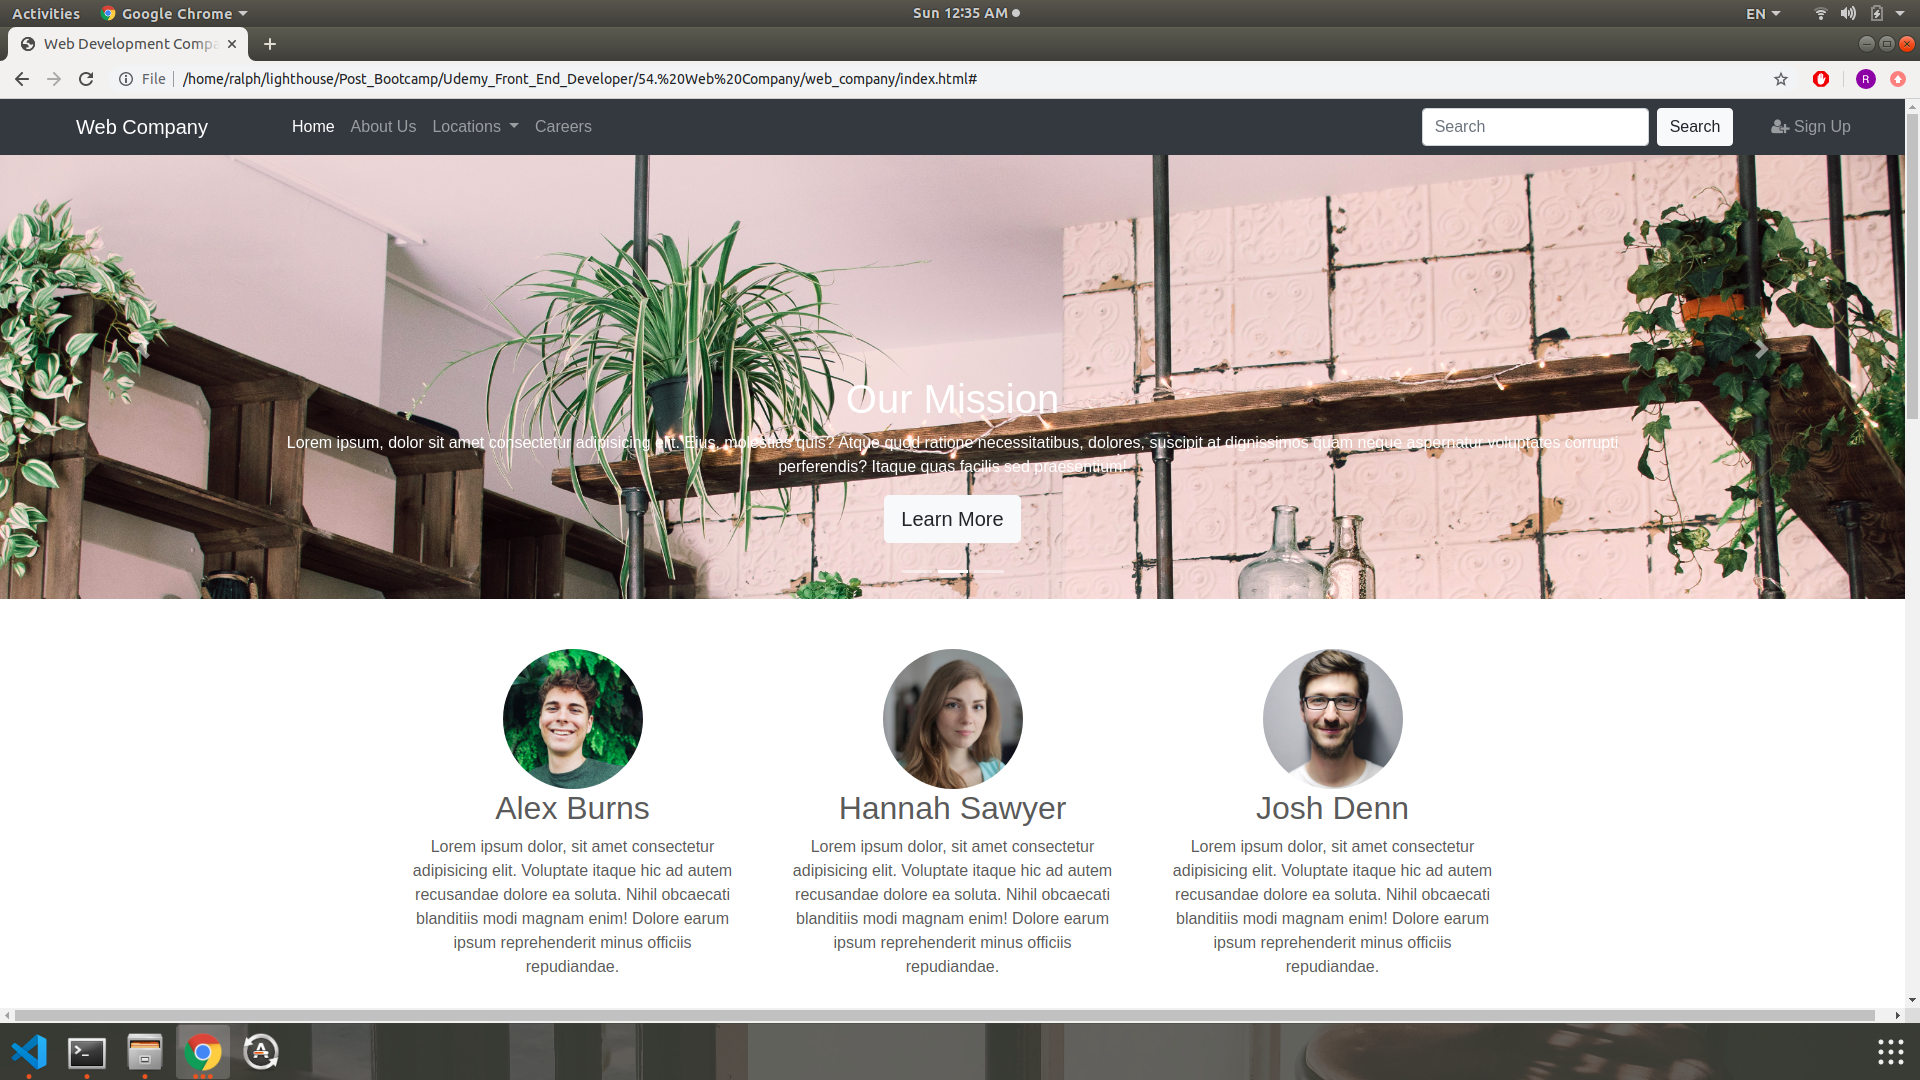 Activities Google Chrome Sun 12:35 AM EN
Web Development Compa
File /home/ralph/lighthouse/Post_Bootcamp/Udemy_Front_End_Developer/54.%20Web%20Company/web_company/index.html# R
Web Company Home About Us Locations Careers Search Search Sign Up
Our Mission
Lorem ipsum, dolor sit amet consectetur adipisicing elit. Eius, molestias quis? Atque quod ratione necessitatibus, dolores, suscipit at dignissimos quam neque aspernatur voluptates corrupti
perferendis? Itaque quas facilis sed praesentium!
Learn More
Alex Burns
Lorem ipsum dolor, sit amet consectetur
adipisicing elit. Voluptate itaque hic ad autem
recusandae dolore ea soluta. Nihil obcaecati
blanditiis modi magnam enim! Dolore earum
ipsum reprehenderit minus officiis
repudiandae.
Hannah Sawyer
Lorem ipsum dolor, sit amet consectetur
adipisicing elit. Voluptate itaque hic ad autem
recusandae dolore ea soluta. Nihil obcaecati
blanditiis modi magnam enim! Dolore earum
ipsum reprehenderit minus officiis
repudiandae.
Josh Denn
Lorem ipsum dolor, sit amet consectetur
adipisicing elit. Voluptate itaque hic ad autem
recusandae dolore ea soluta. Nihil obcaecati
blanditiis modi magnam enim! Dolore earum
ipsum reprehenderit minus officiis
repudiandae.